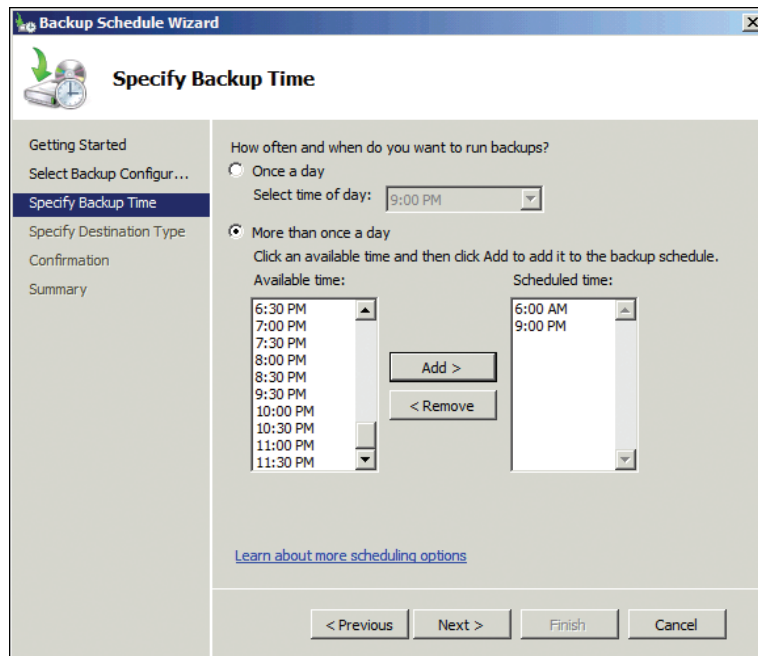 Backup Schedule Wizard
Specify Backup Time
Getting Started
Select Backup Configur...
Specify Backup Time
Specify Destination Type
Confirmation
Summary
How often and when do you want to run backups?
Once a day
Select time of day:
9:00 PM
More than once a day
Click an available time and then click Add to add it to the backup schedule.
Available time:
6:30 PM
7:00 PM
7:30 PM
8:00 PM
8:30 PM
9:30 PM
10:00 PM
10:30 PM
11:00 PM
11:30 PM
Add >
< Remove
Scheduled time:
6:00 AM
9:00 PM
Learn about more scheduling options
< Previous
Next >
Finish
Cancel